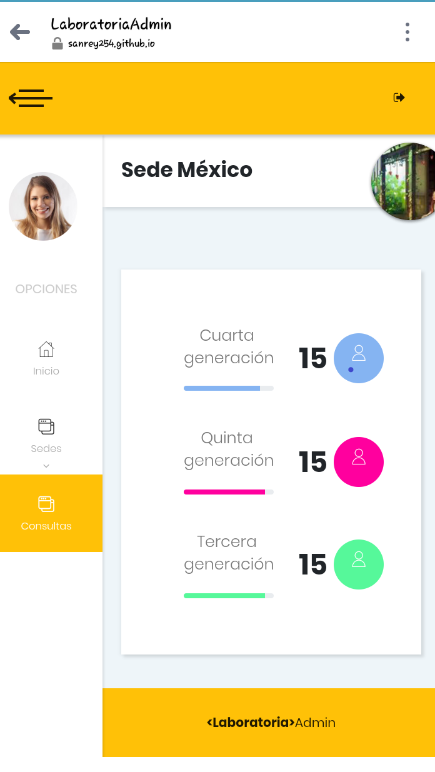 LaboratoriaAdmin
sanrey254.github.io
Sede México
OPCIONES
Inicio
Sedes
Consultas
Cuarta
generación
15
Quinta
generación
15
Tercera
generación
15
<Laboratoria>Admin